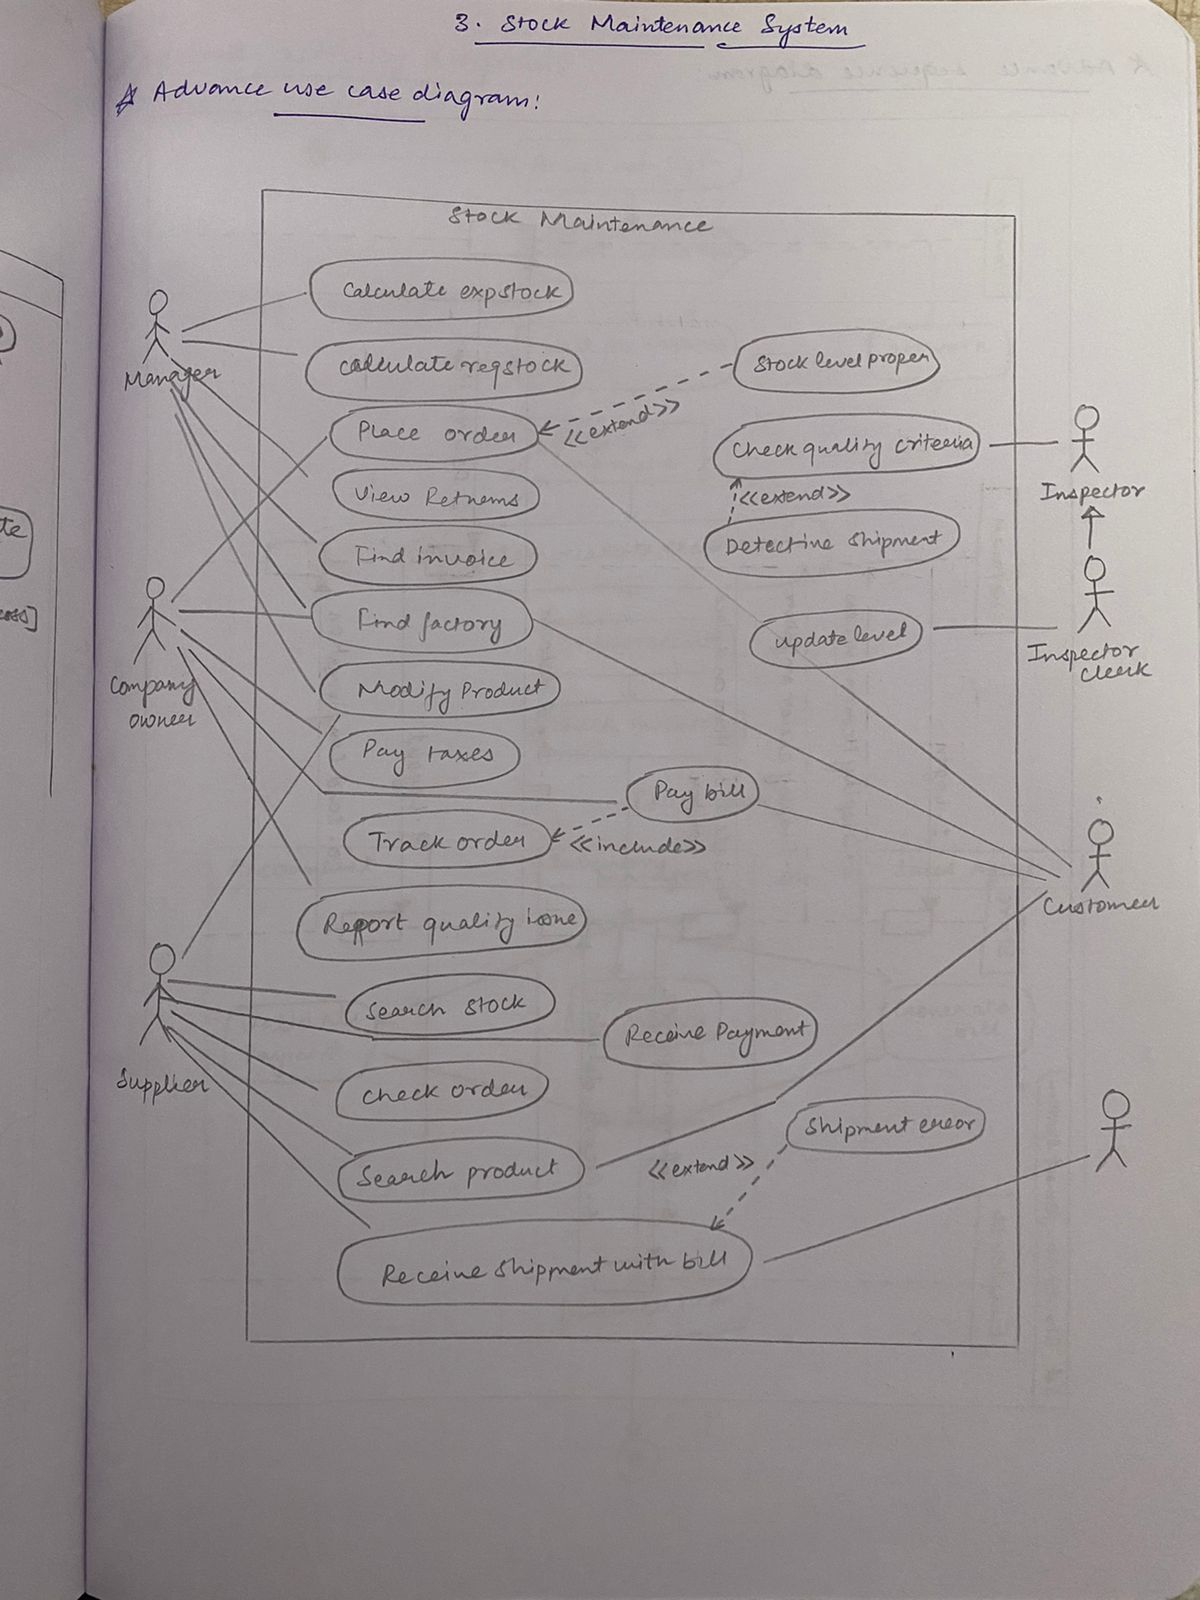 3. Stock Maintenance System
Advance use case diagram:
Stock Maintenance
Calculate expstock
Manager
calculate reqstock
Stock level proper
Place order
<<extend>>
Check quality criteria
View Returns
<<extend>>
Inspector
Find invoice
Detective Shipment
Find factory
update level
Inspector
clerk
Company
owner
Modify Product
Pay taxes
Pay bill
Track order
<<include>>
Customer
Report quality issue
Search stock
Receive Payment
Supplier
check order
Shipment error
Search product
<<extend>>
Receive Shipment with bill